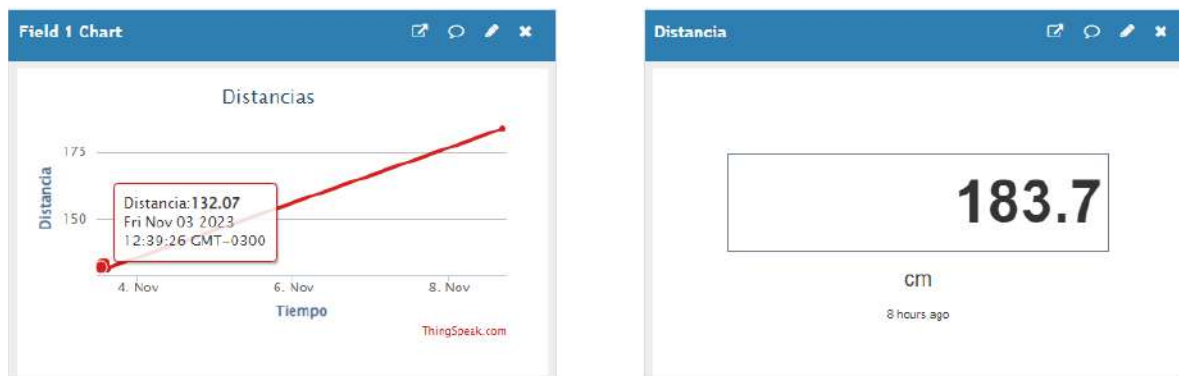 Field 1 Chart
Distancias
175
150
Distancia
Distancia:132.07
Fri Nov 03 2023
12:39:26 GMT-0300
4. Nov
6. Nov
8. Nov
Tiempo
ThingSpeak.com
Distancia
183.7
cm
8 hours ago